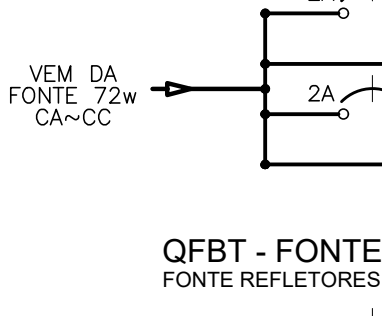 VEM DA
FONTE 72w
CA~CC
2A
QFBT - FONTE
FONTE REFLETORES